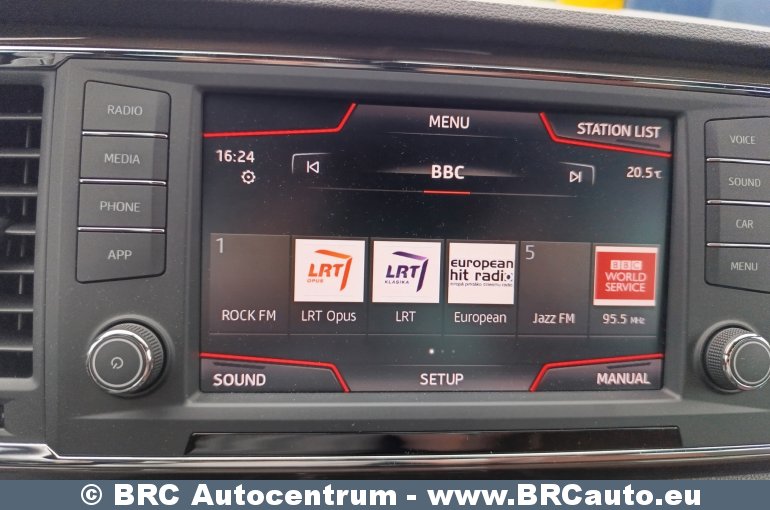 RADIO
MEDIA
PHONE
APP
MENU
STATION LIST
16:24
BBC
20.5°C
1
LRT
OPUS
LRT
KLASIKA
european
hit radio
5
BBC
WORLD
SERVICE
ROCK FM
LRT Opus
LRT
European
Jazz FM
95.5 MHz
SOUND
SETUP
MANUAL
VOICE
SOUND
CAR
MENU
© BRC Autocentrum - www.BRCauto.eu